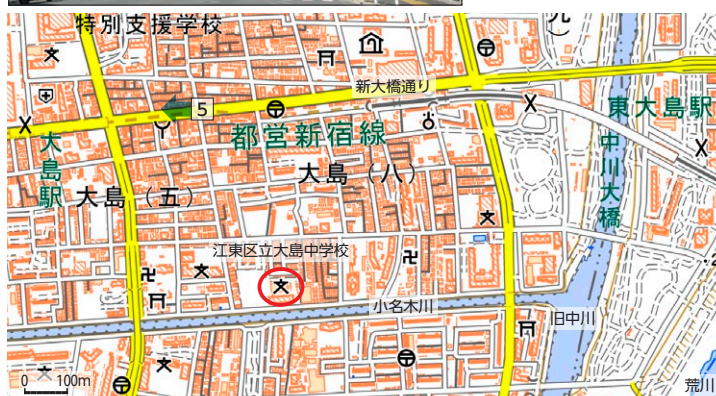 特別支援学校
九）
新大橋通り
5
東大島駅
都営新宿線
大島駅
中川大橋
大島（八）
大島（五）
江東区立大島中学校
小名木川
旧中川
0 100m
荒川